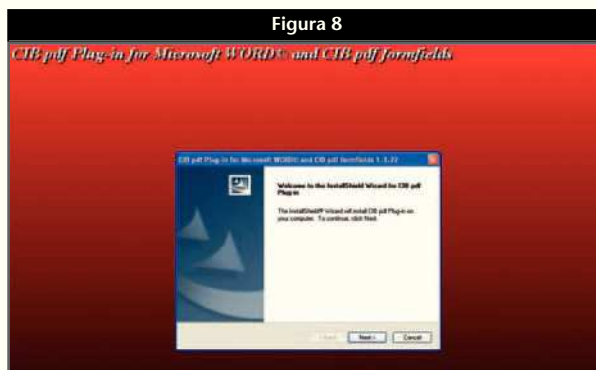 Figura 8
CIB pdf Plug-in for Microsoft WORD© and CIB pdf formfields
CIB pdf Plug-in for Microsoft WORD© and CIB pdf formfields 1.3.22
Welcome to the InstallShield Wizard for CIB pdf
Plug-in
The InstallShield® Wizard will install CIB pdf Plug-in on
your computer. To continue, click Next.
Next >
Cancel